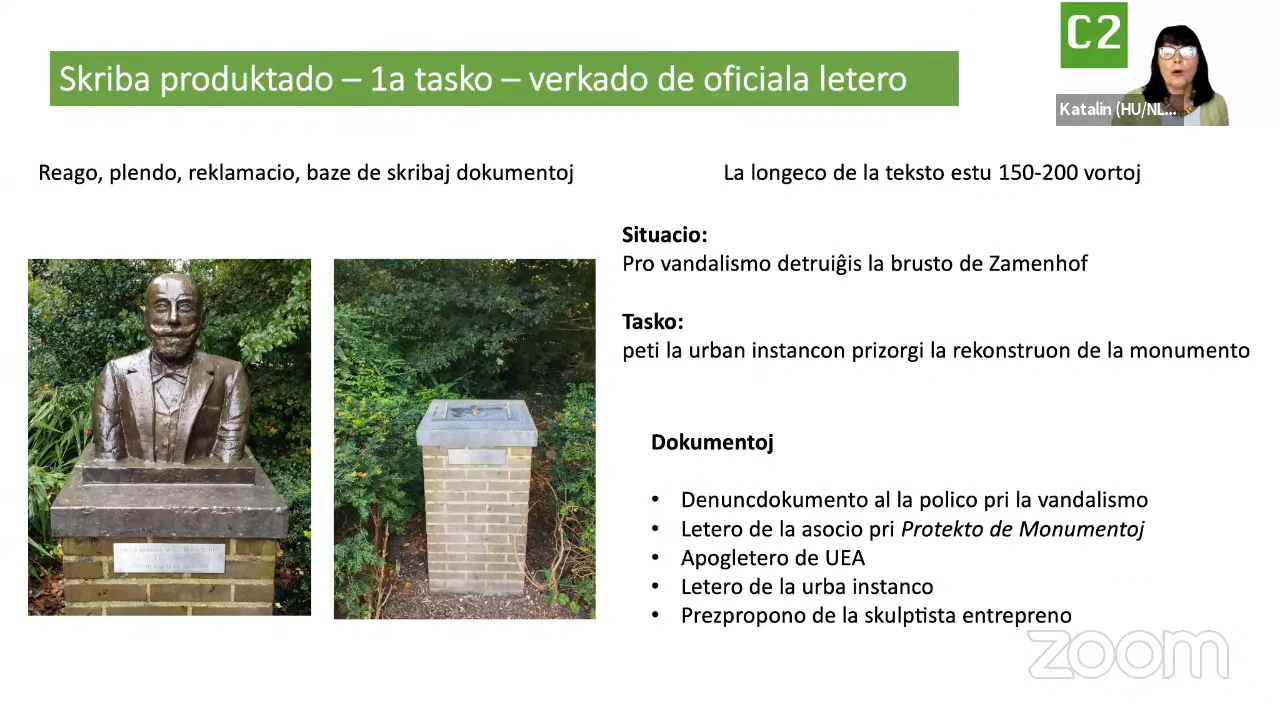 C2
Skriba produktado – 1a tasko – verkado de oficiala letero
Katalin (HU/NL...
Reago, plendo, reklamacio, baze de skribaj dokumentoj
La longeco de la teksto estu 150-200 vortoj
Situacio:
Pro vandalismo detruiĝis la brusto de Zamenhof
Tasko:
peti la urban instancon prizorgi la rekonstruon de la monumento
Dokumentoj
• Denuncdokumento al la polico pri la vandalismo
• Letero de la asocio pri Protekto de Monumentoj
• Apogletero de UEA
• Letero de la urba instanco
• Prezpropono de la skulptista entrepreno
zoom